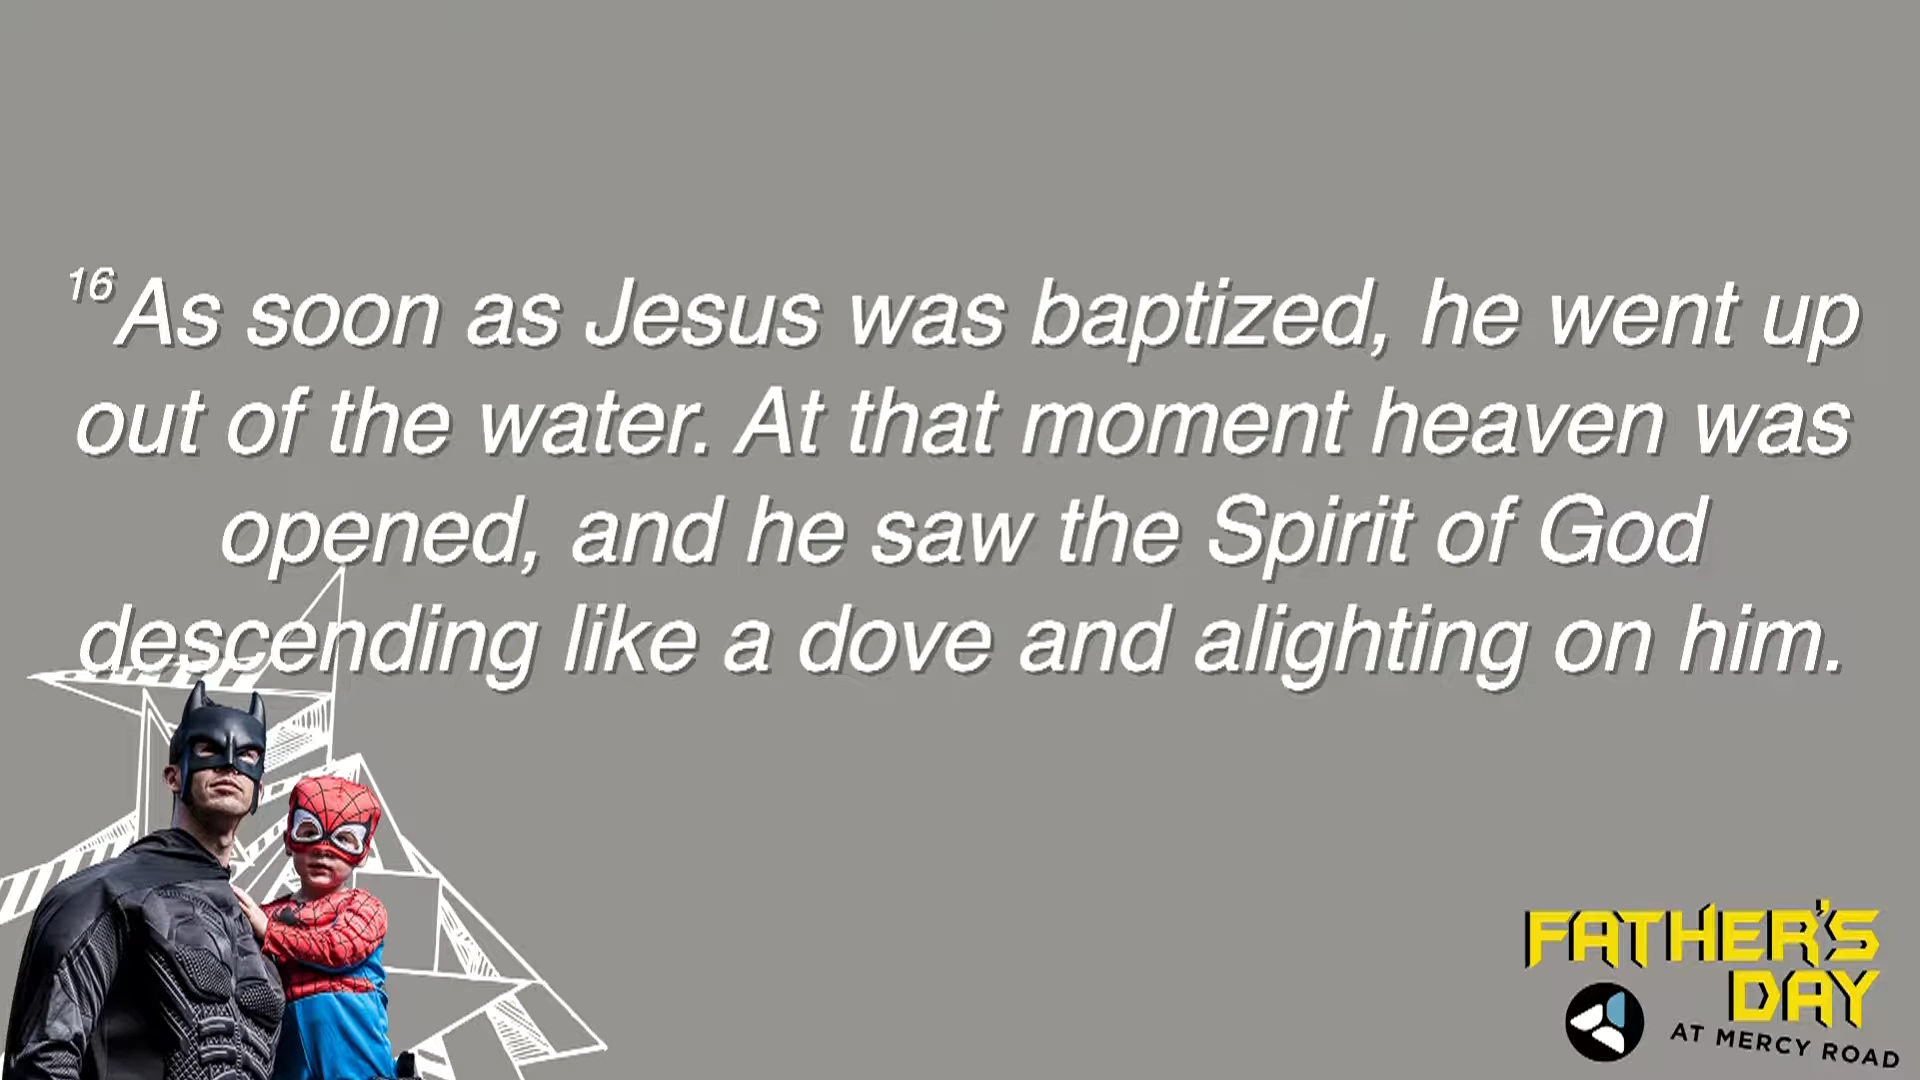 16 As soon as Jesus was baptized, he went up
out of the water. At that moment heaven was
opened, and he saw the Spirit of God
descending like a dove and alighting on him.
FATHER'S
DAY
AT MERCY ROAD